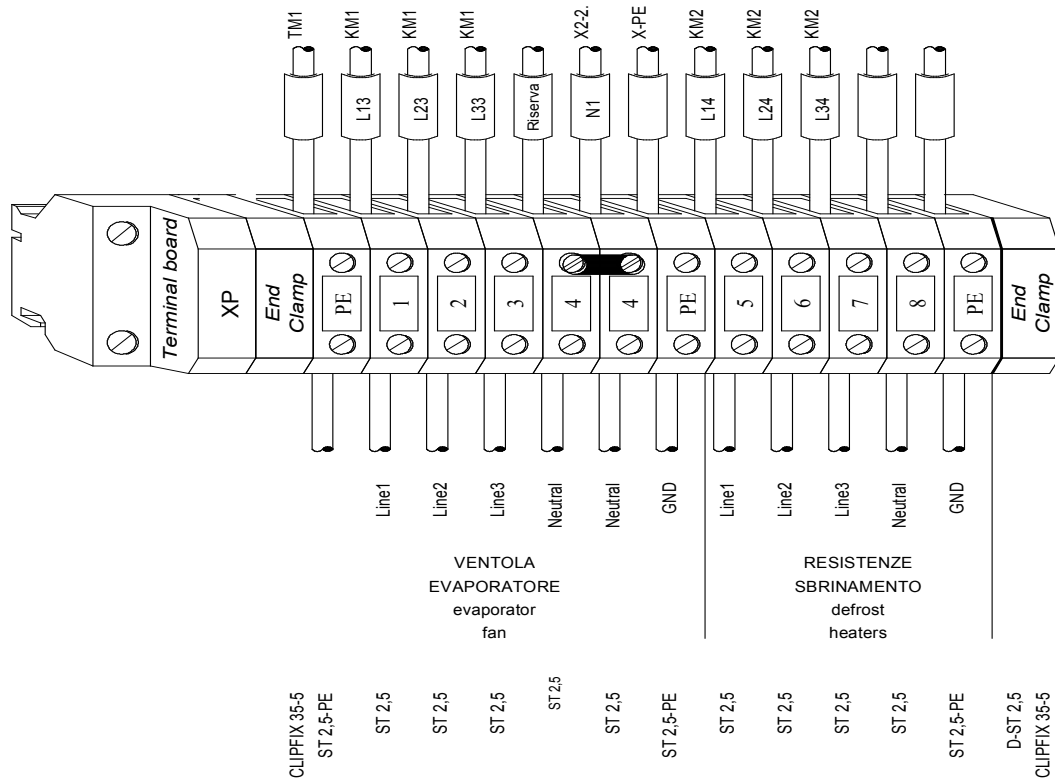 TM1
KM1
KM1
KM1
X2-2.
X-PE
KM2
KM2
KM2
L13
L23
L33
Riserva
N1
L14
L24
L34
Terminal board
XP
End
Clamp
PE
1
2
3
4
4
PE
5
6
7
8
PE
End
Clamp
Line1
Line2
Line3
Neutral
Neutral
GND
Line1
Line2
Line3
Neutral
GND
VENTOLA
EVAPORATORE
evaporator
fan
RESISTENZE
SBRINAMENTO
defrost
heaters
CLIPFIX 35-5
ST 2,5-PE
ST 2,5
ST 2,5
ST 2,5
ST 2,5
ST 2,5
ST 2,5-PE
ST 2,5
ST 2,5
ST 2,5
ST 2,5
ST 2,5-PE
D-ST 2,5
CLIPFIX 35-5